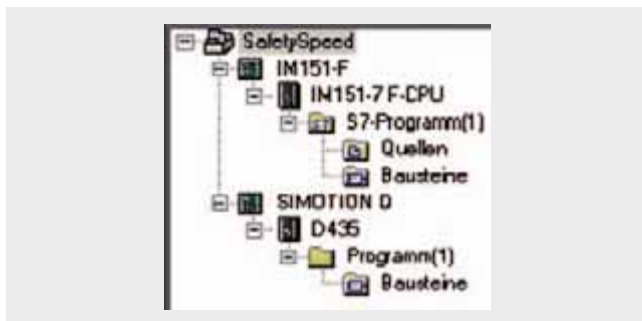 SafetySpeed
IM151-F
IM151-7 F-CPU
S7-Programm(1)
Quellen
Bausteine
SIMOTION D
D435
Programm(1)
Bausteine